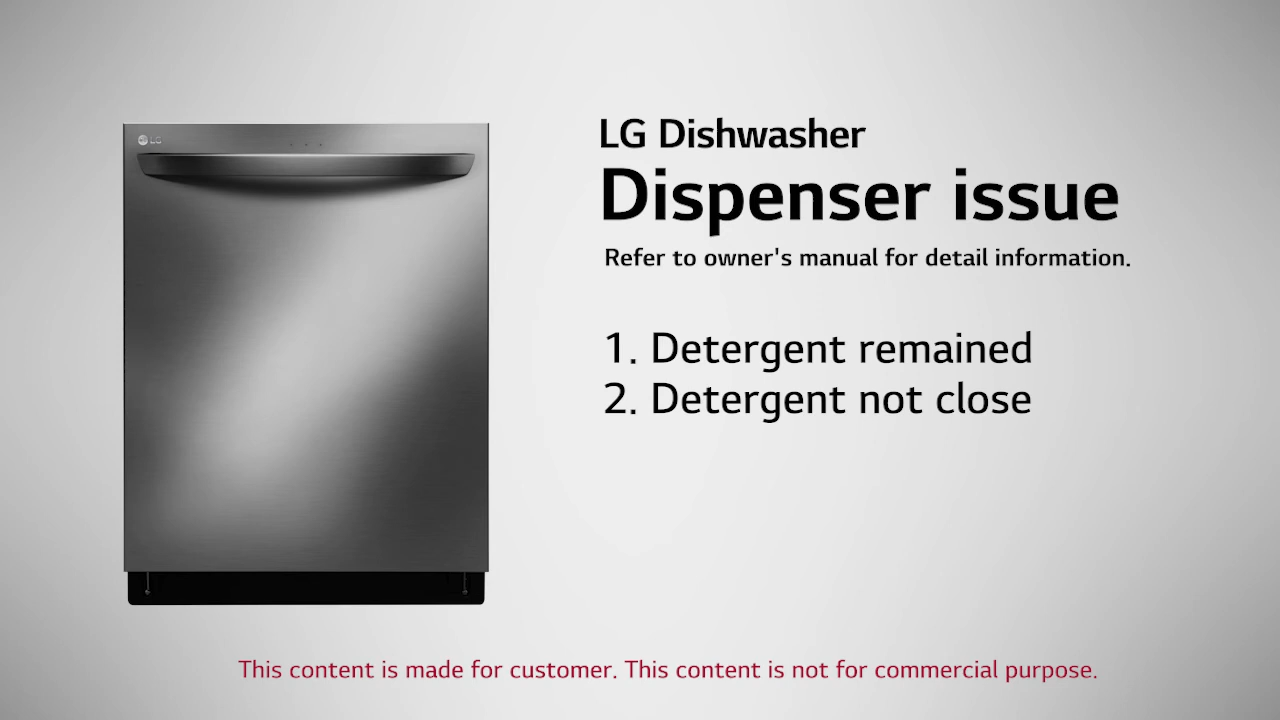 LG
LG Dishwasher
Dispenser issue
Refer to owner's manual for detail information.
1. Detergent remained
2. Detergent not close
This content is made for customer. This content is not for commercial purpose.